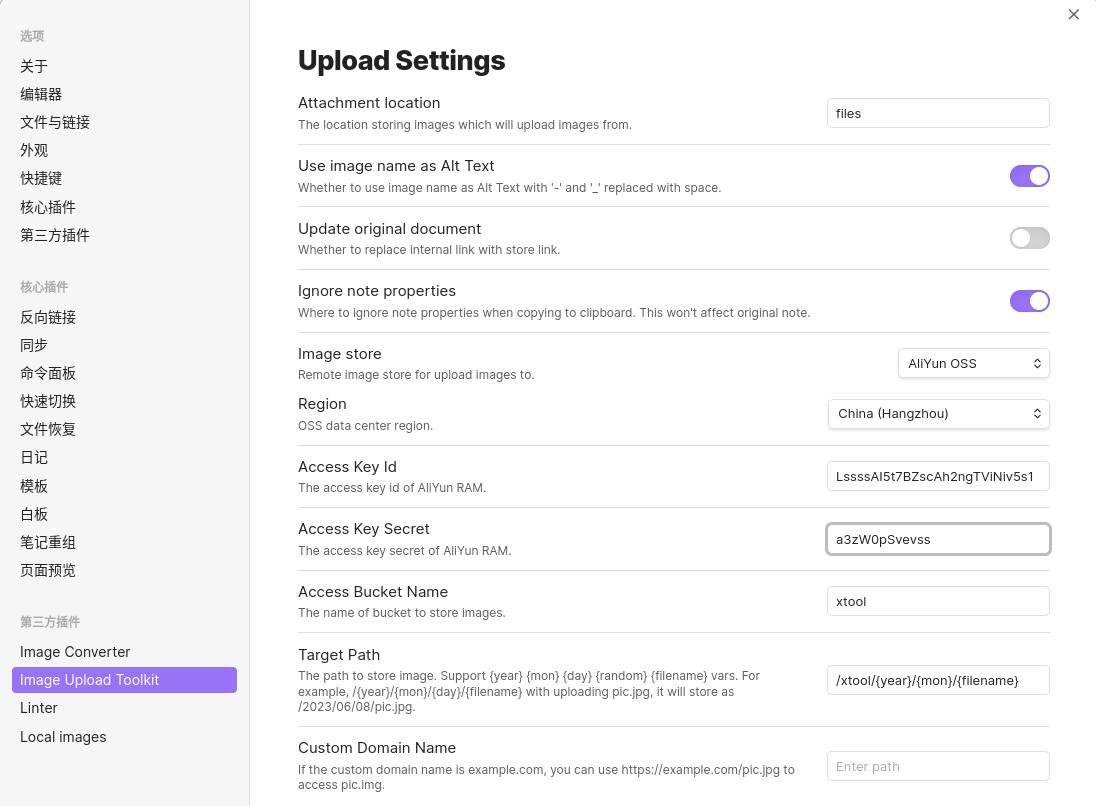 选项
关于
编辑器
文件与链接
外观
快捷键
核心插件
第三方插件
核心插件
反向链接
同步
命令面板
快速切换
文件恢复
日记
模板
白板
笔记重组
页面预览
第三方插件
Image Converter
Image Upload Toolkit
Linter
Local images
Upload Settings
Attachment location
The location storing images which will upload images from.
files
Use image name as Alt Text
Whether to use image name as Alt Text with '-' and '_' replaced with space.
Update original document
Whether to replace internal link with store link.
Ignore note properties
Where to ignore note properties when copying to clipboard. This won't affect original note.
Image store
Remote image store for upload images to.
AliYun OSS
Region
OSS data center region.
China (Hangzhou)
Access Key Id
The access key id of AliYun RAM.
LssssAI5t7BZscAh2ngTViNiv5s1
Access Key Secret
The access key secret of AliYun RAM.
a3zW0pSvevss
Access Bucket Name
The name of bucket to store images.
xtool
Target Path
The path to store image. Support {year} {mon} {day} {random} {filename} vars. For
example, /{year}/{mon}/{day}/{filename} with uploading pic.jpg, it will store as
/2023/06/08/pic.jpg.
/xtool/{year}/{mon}/{filename}
Custom Domain Name
If the custom domain name is example.com, you can use https://example.com/pic.jpg to
access pic.img.
Enter path